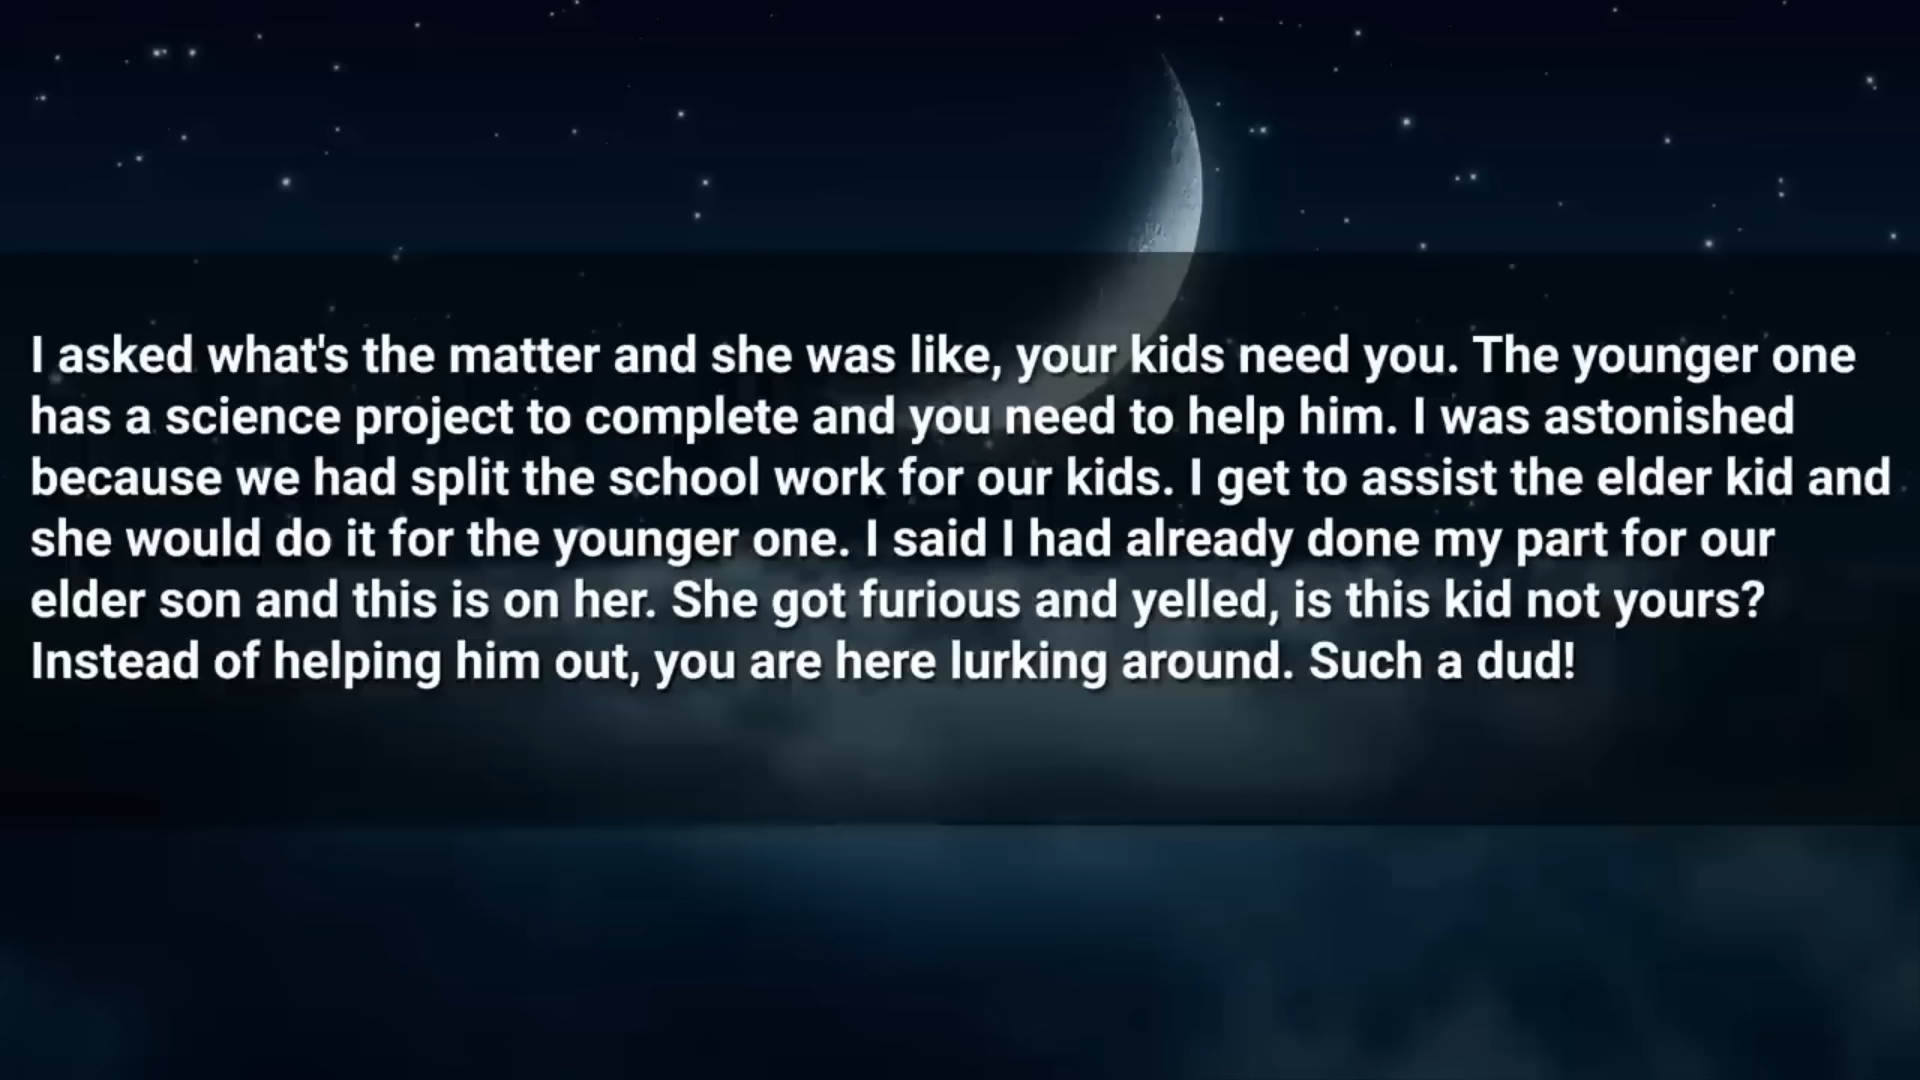 I asked what's the matter and she was like, your kids need you. The younger one
has a science project to complete and you need to help him. I was astonished
because we had split the school work for our kids. I get to assist the elder kid and
she would do it for the younger one. I said I had already done my part for our
elder son and this is on her. She got furious and yelled, is this kid not yours?
Instead of helping him out, you are here lurking around. Such a dud!